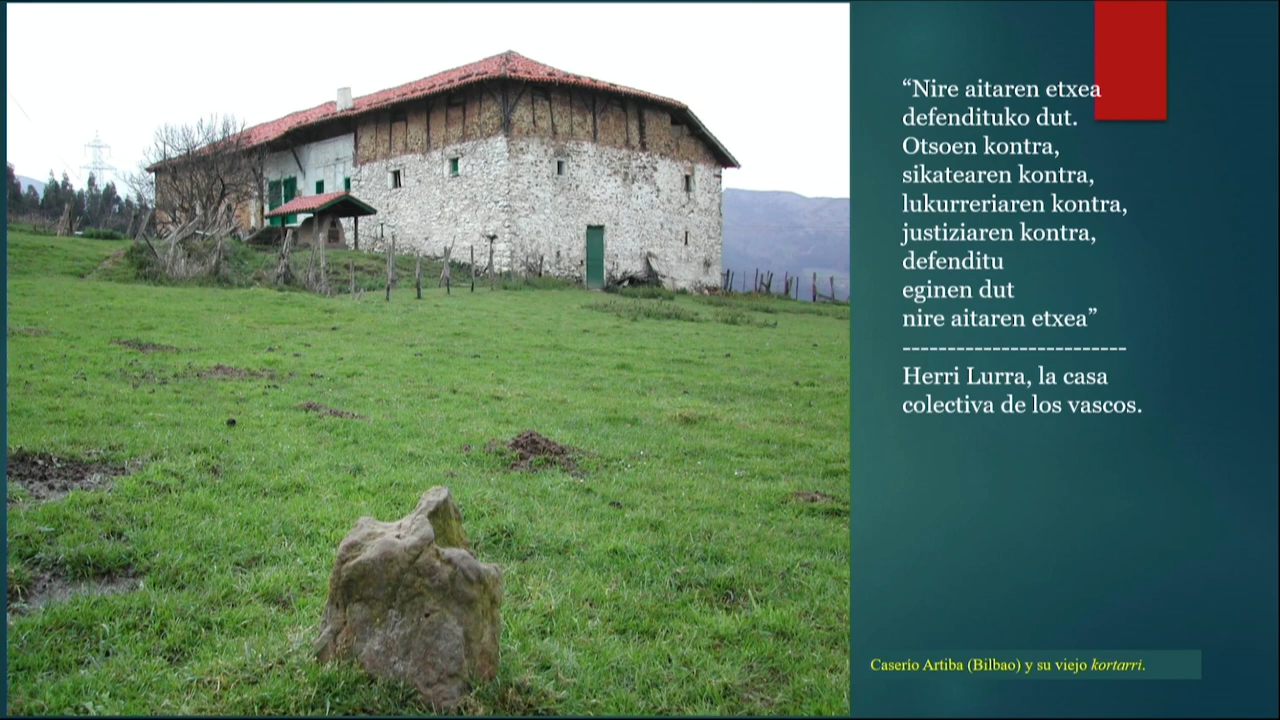 “Nire aitaren etxea
defendituko dut.
Otsoen kontra,
sikatearen kontra,
lukurreriaren kontra,
justiziaren kontra,
defenditu
eginen dut
nire aitaren etxea”
-------------------------
Herri Lurra, la casa
colectiva de los vascos.
Caserío Artiba (Bilbao) y su viejo kortarri.